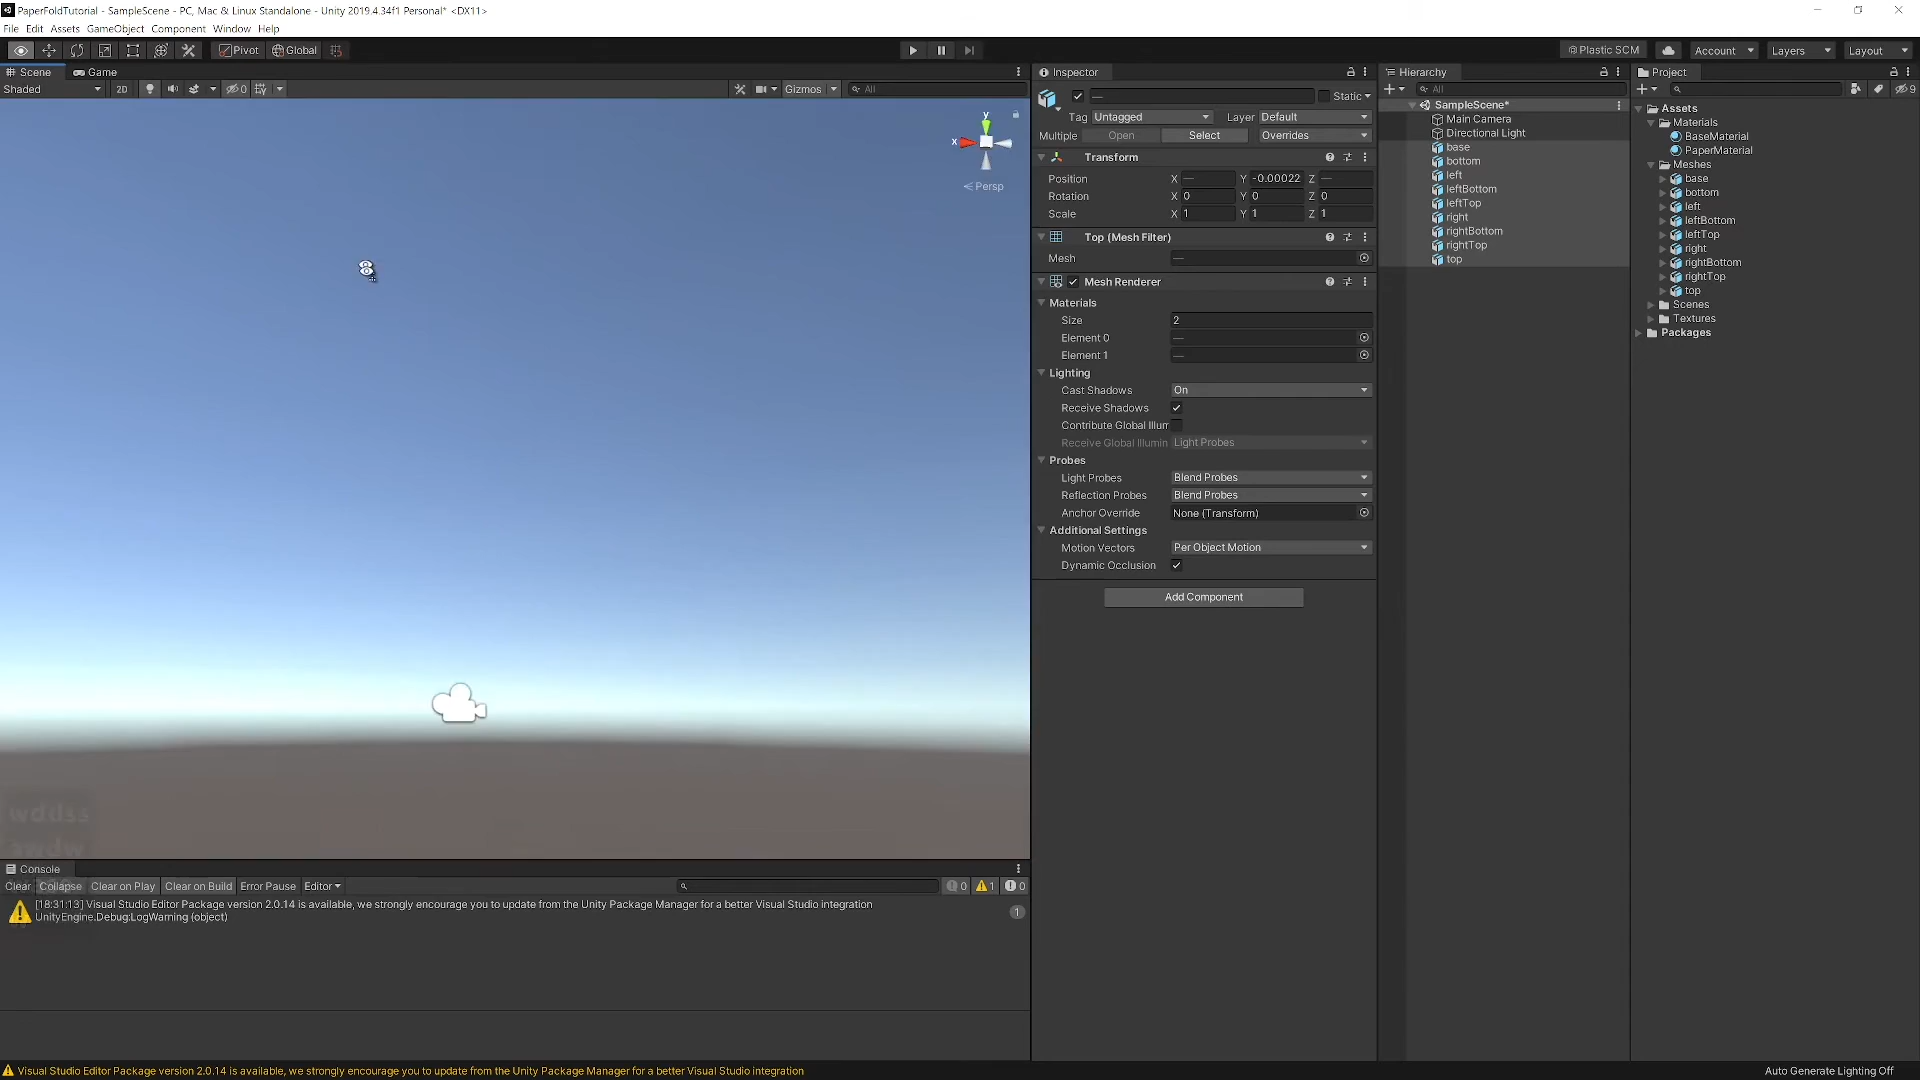 PaperFoldTutorial - SampleScene - PC, Mac & Linux Standalone - Unity 2019.4.34f1 Personal* <DX11>
File Edit Assets GameObject Component Window Help
Pivot Global Plastic SCM Account Layers Layout
Scene Game
Shaded 2D 0 Gizmos All
y
x
< Persp
wddss
awdw
Inspector
— Static
Tag Untagged Layer Default
Multiple Open Select Overrides
Transform
Position X — Y -0.00022 Z —
Rotation X 0 Y 0 Z 0
Scale X 1 Y 1 Z 1
Top (Mesh Filter)
Mesh —
Mesh Renderer
Materials
Size 2
Element 0 —
Element 1 —
Lighting
Cast Shadows On
Receive Shadows
Contribute Global Illum
Receive Global Illumin Light Probes
Probes
Light Probes Blend Probes
Reflection Probes Blend Probes
Anchor Override None (Transform)
Additional Settings
Motion Vectors Per Object Motion
Dynamic Occlusion
Add Component
Hierarchy
All
SampleScene*
Main Camera
Directional Light
base
bottom
left
leftBottom
leftTop
right
rightBottom
rightTop
top
Project
9
Assets
Materials
BaseMaterial
PaperMaterial
Meshes
base
bottom
left
leftBottom
leftTop
right
rightBottom
rightTop
top
Scenes
Textures
Packages
Console
Clear Collapse Clear on Play Clear on Build Error Pause Editor 0 1 0
[18:31:13] Visual Studio Editor Package version 2.0.14 is available, we strongly encourage you to update from the Unity Package Manager for a better Visual Studio integration
UnityEngine.Debug:LogWarning (object)
1
Visual Studio Editor Package version 2.0.14 is available, we strongly encourage you to update from the Unity Package Manager for a better Visual Studio integration
Auto Generate Lighting Off